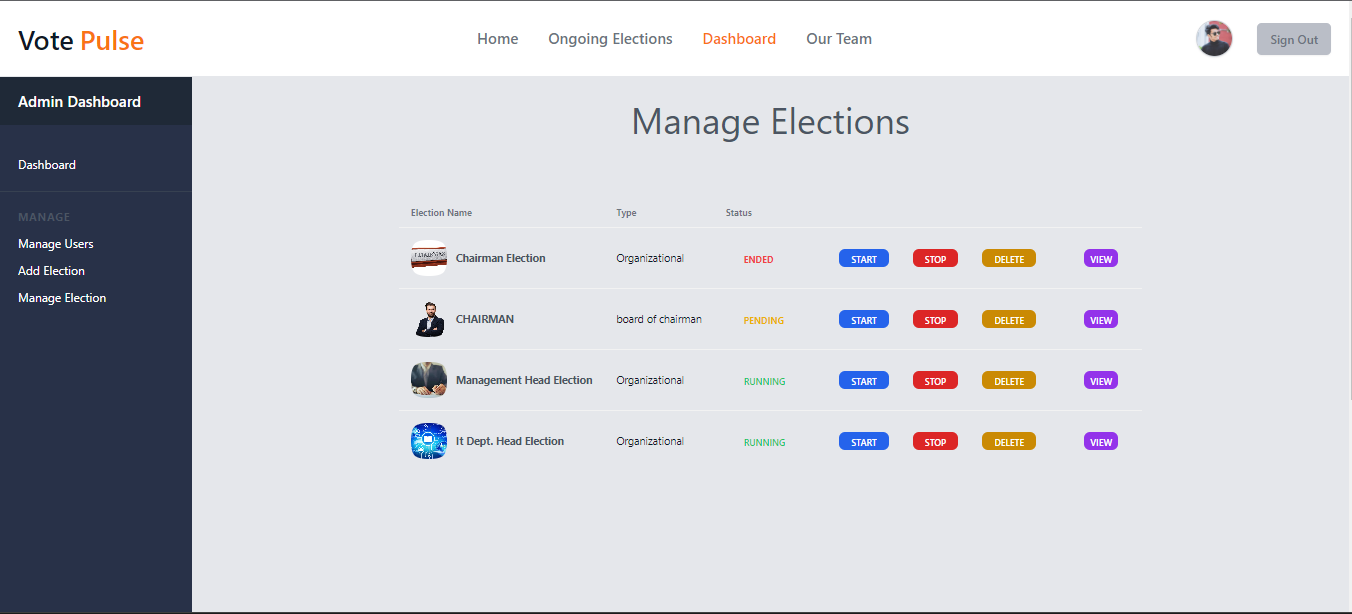 Vote Pulse
Home Ongoing Elections Dashboard Our Team
Sign Out
Admin Dashboard
Dashboard
MANAGE
Manage Users
Add Election
Manage Election
Manage Elections
Election Name Type Status
Chairman Election Organizational ENDED START STOP DELETE VIEW
CHAIRMAN board of chairman PENDING START STOP DELETE VIEW
Management Head Election Organizational RUNNING START STOP DELETE VIEW
It Dept. Head Election Organizational RUNNING START STOP DELETE VIEW